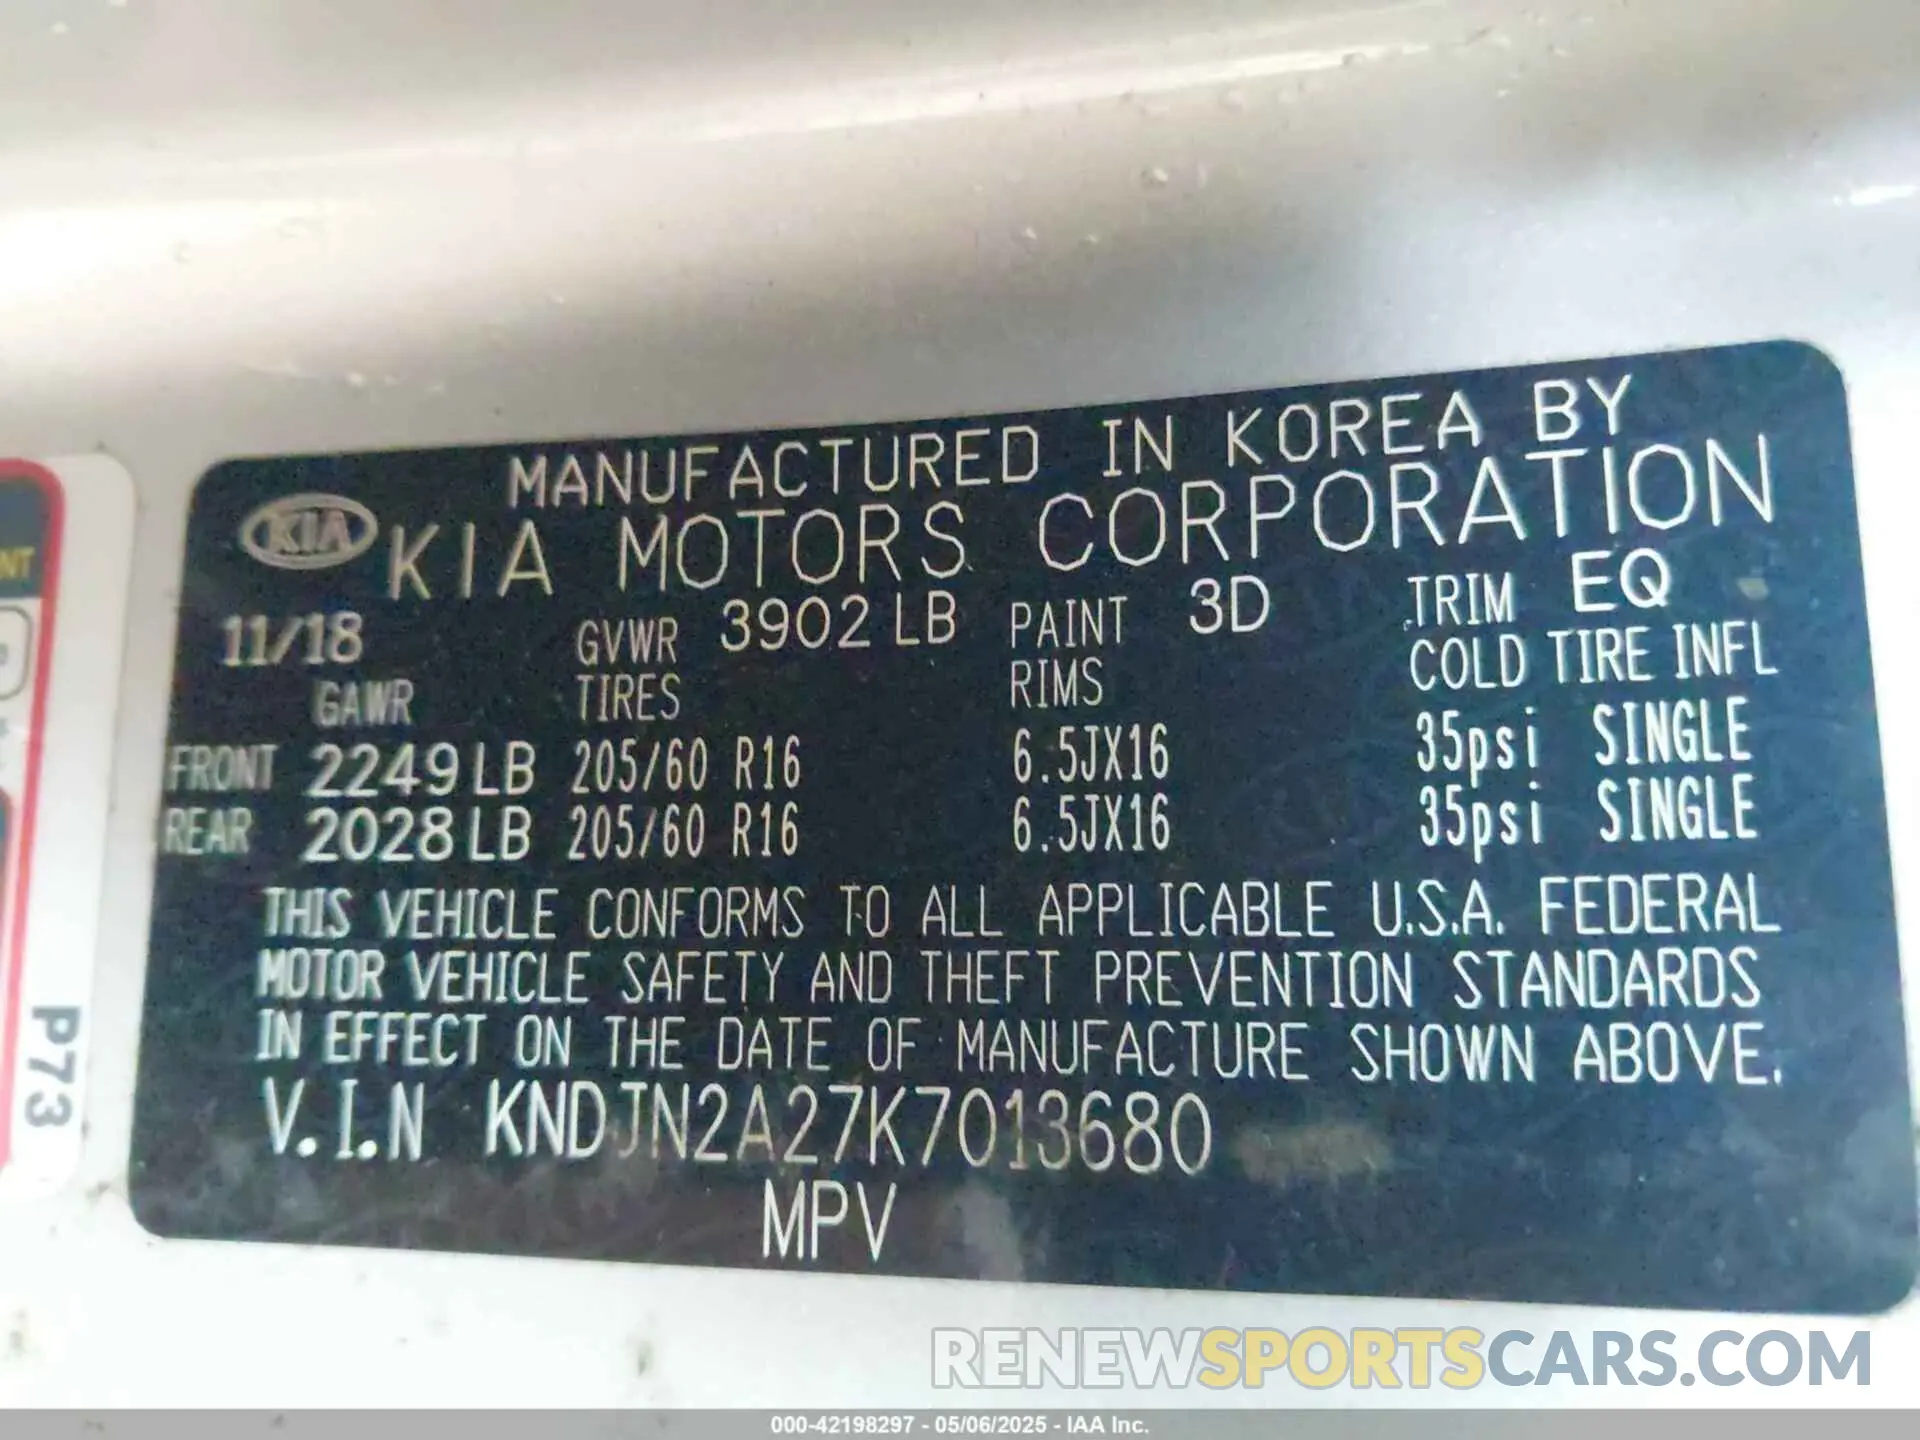 MANUFACTURED IN KOREA BY
KIA KIA MOTORS CORPORATION
11/18 GVWR 3902 LB PAINT 3D TRIM EQ
GAWR TIRES RIMS COLD TIRE INFL
FRONT 2249 LB 205/60 R16 6.5JX16 35psi SINGLE
REAR 2028 LB 205/60 R16 6.5JX16 35psi SINGLE
THIS VEHICLE CONFORMS TO ALL APPLICABLE U.S.A. FEDERAL
MOTOR VEHICLE SAFETY AND THEFT PREVENTION STANDARDS
IN EFFECT ON THE DATE OF MANUFACTURE SHOWN ABOVE.
V.I.N KNDJN2A27K7013680
MPV
P73
RENEWSPORTSCARS.COM
000-42198297 - 05/06/2025 - IAA Inc.